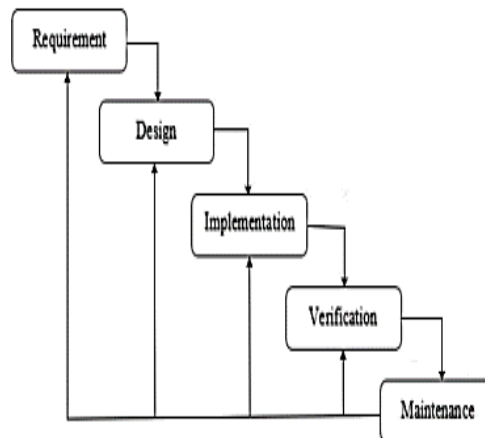 Requirement
Design
Implementation
Verification
Maintenance